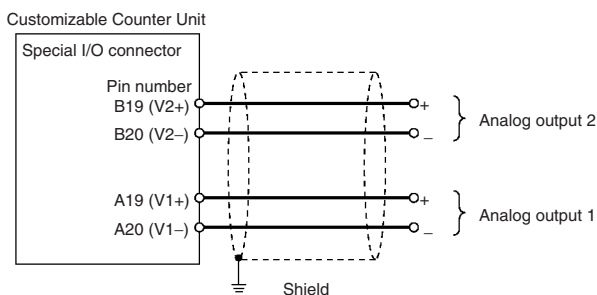 Customizable Counter Unit
Special I/O connector
Pin number
B19 (V2+)
+
B20 (V2−)
−
Analog output 2
A19 (V1+)
+
A20 (V1−)
−
Analog output 1
Shield